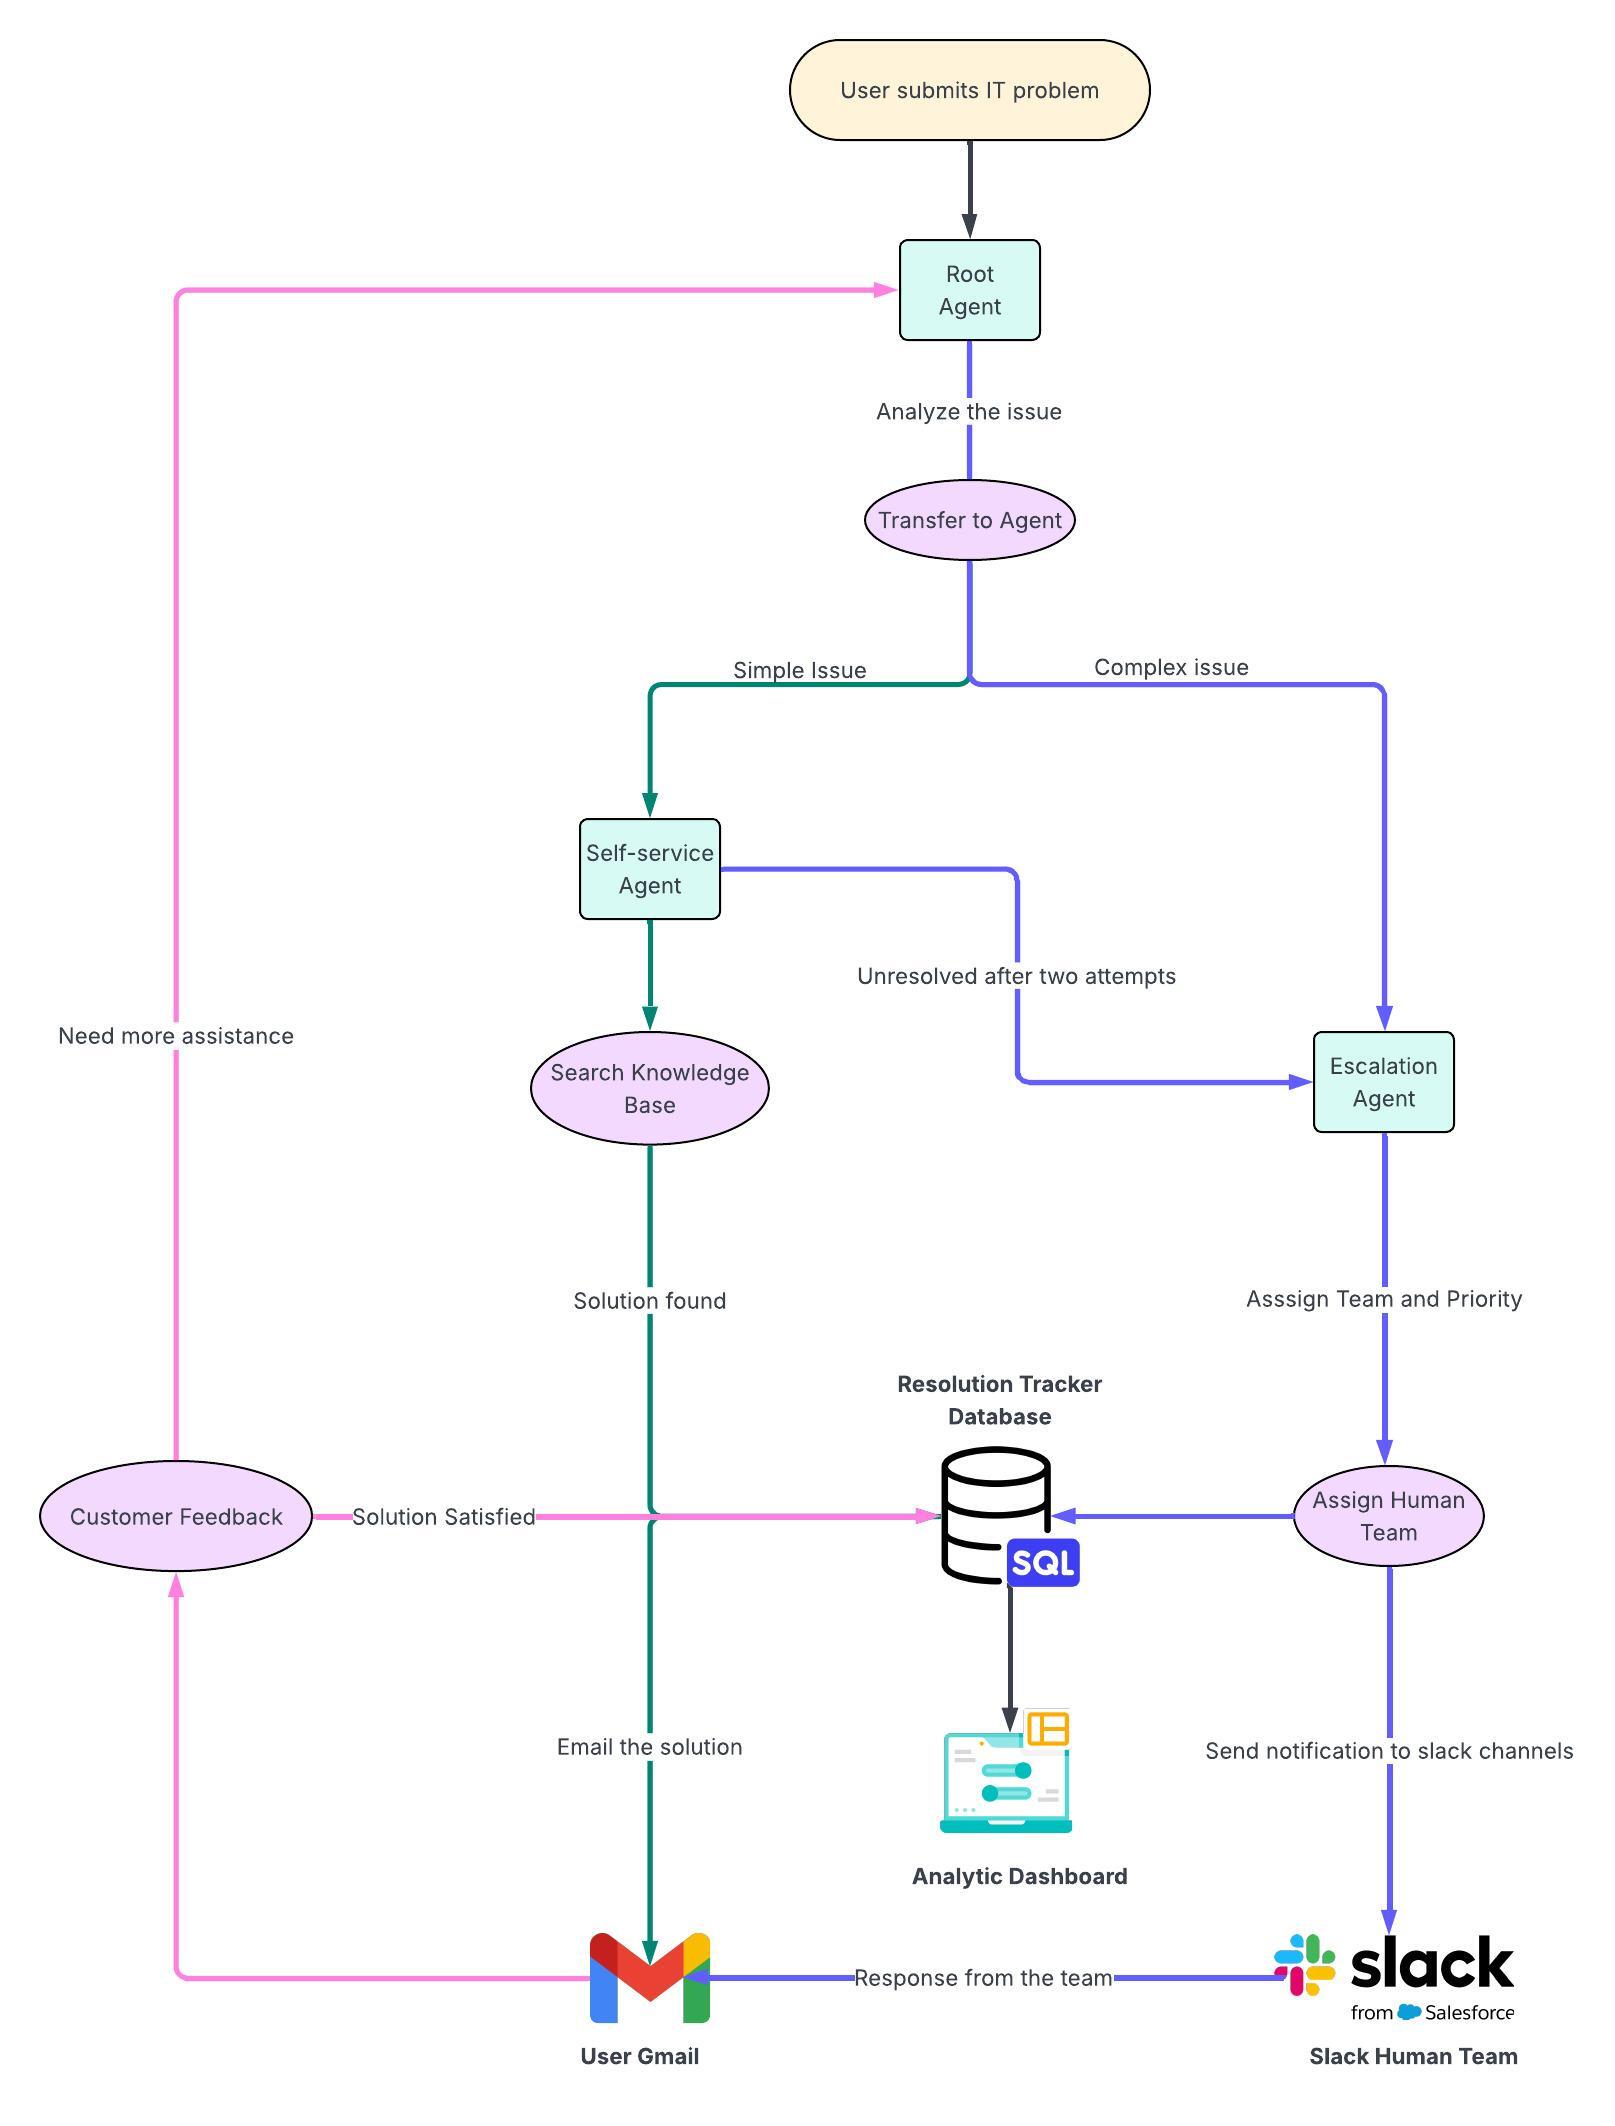 User submits IT problem
Root
Agent
Analyze the issue
Transfer to Agent
Simple Issue
Complex issue
Self-service
Agent
Unresolved after two attempts
Need more assistance
Search Knowledge
Base
Escalation
Agent
Solution found
Asssign Team and Priority
Resolution Tracker
Database
Customer Feedback
Solution Satisfied
Assign Human
Team
SQL
Email the solution
Send notification to slack channels
Analytic Dashboard
Response from the team
slack
from Salesforce
User Gmail
Slack Human Team